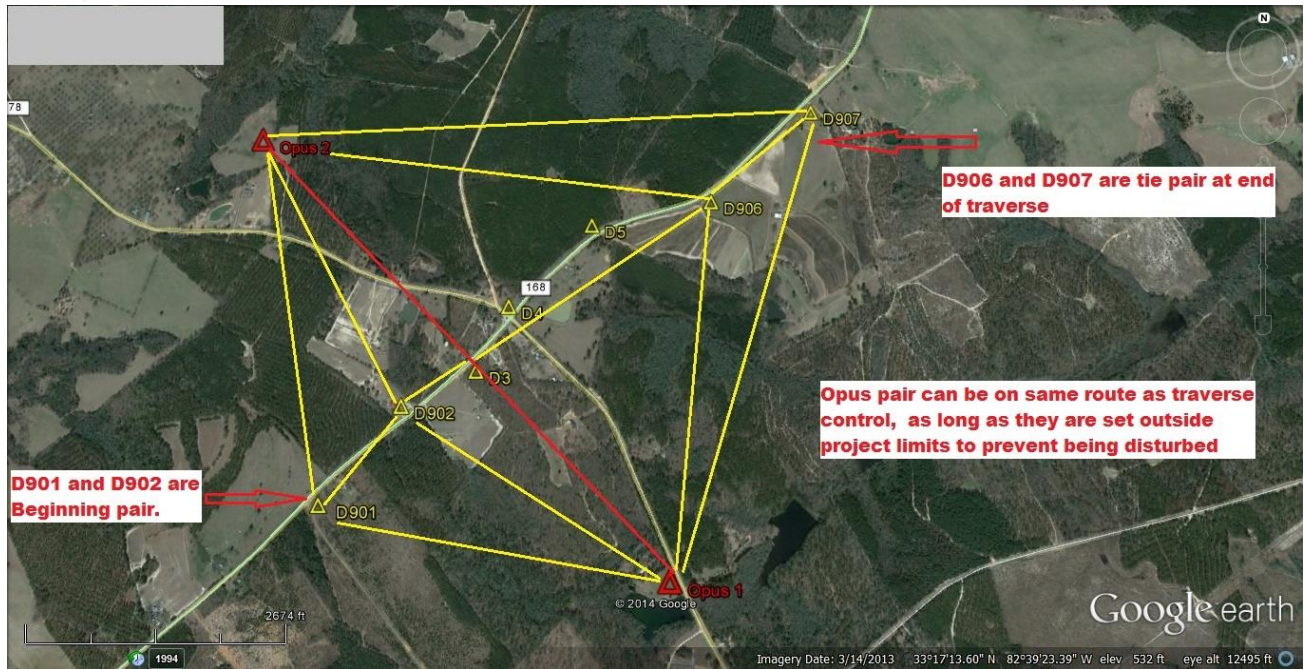 N
78
Opus 2
D907
D906 and D907 are tie pair at end
of traverse
D906
D5
168
D4
D3
Opus pair can be on same route as traverse
control, as long as they are set outside
project limits to prevent being disturbed
D902
D901 and D902 are
Beginning pair.
D901
Opus 1
© 2014 Google
2674 ft
Google earth
1994
Imagery Date: 3/14/2013 33°17'13.60" N 82°39'23.39" W elev 532 ft eye alt 12495 ft